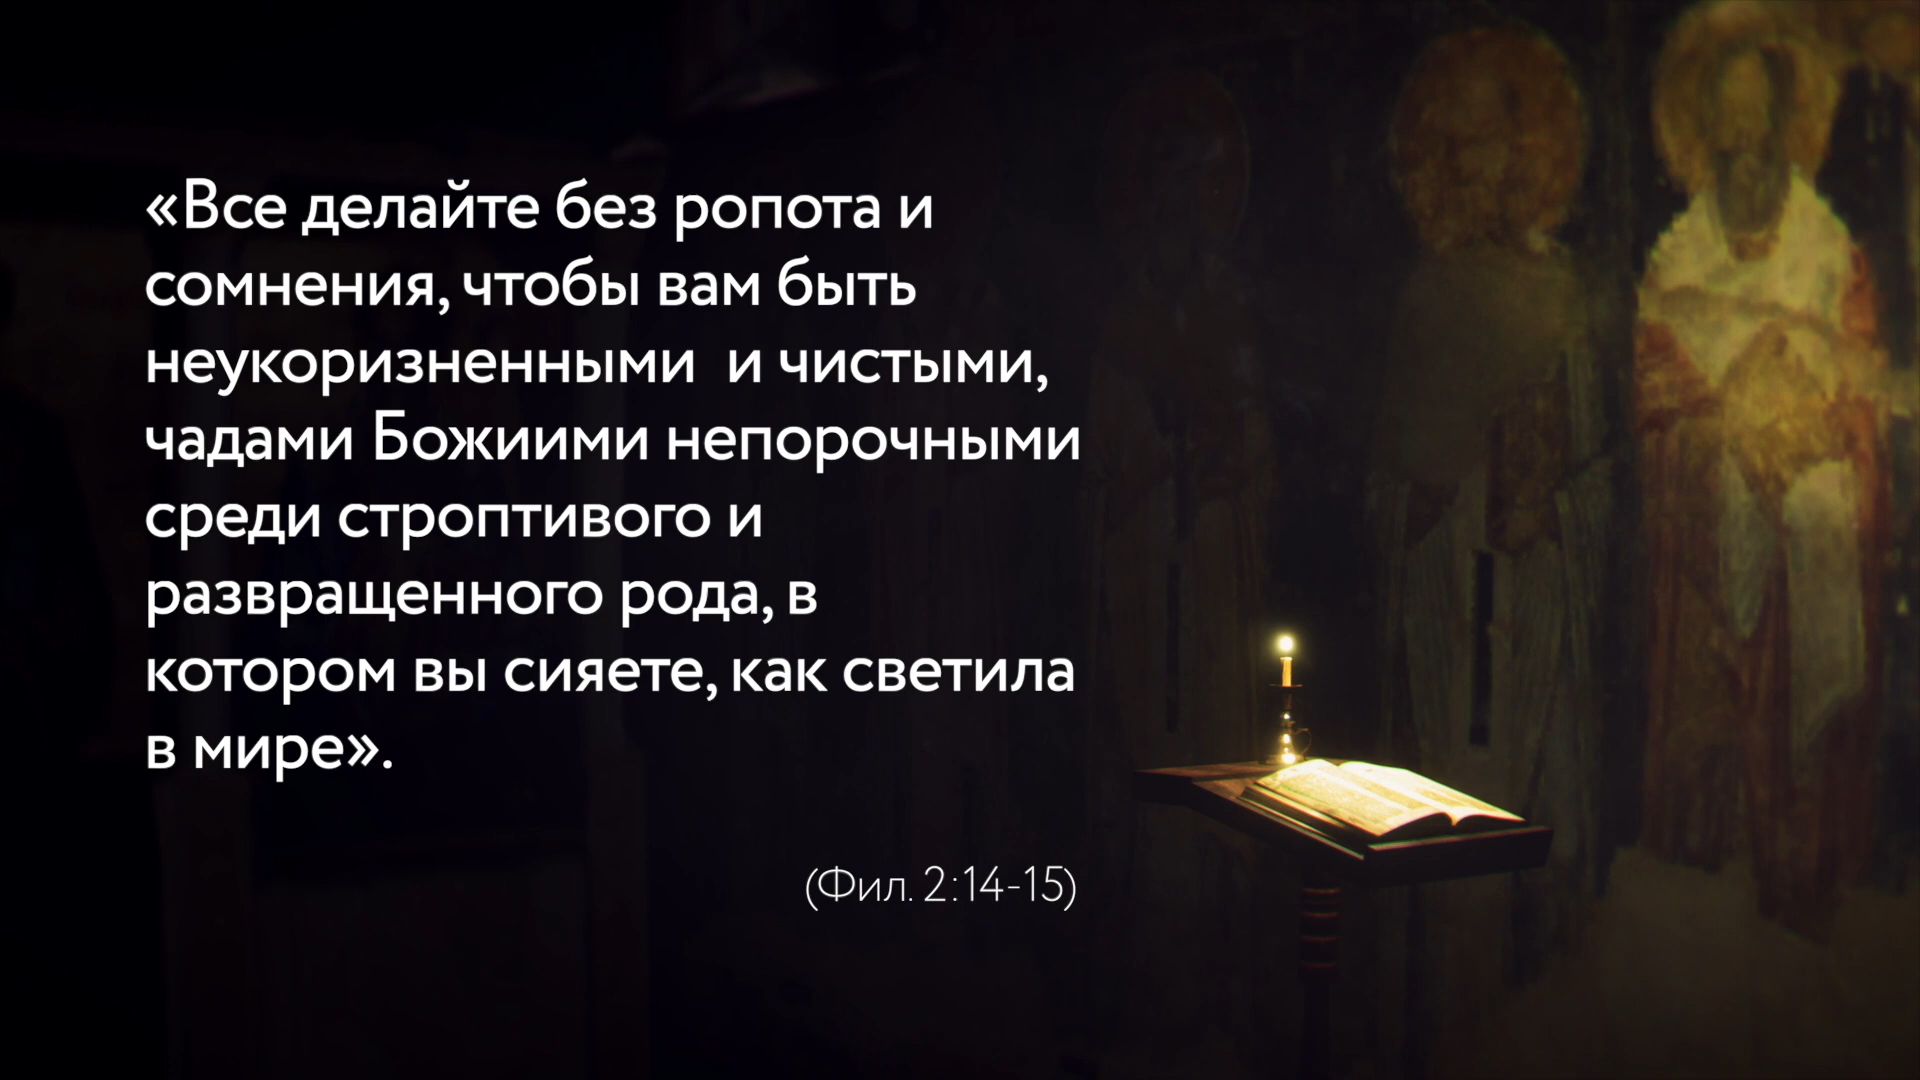 «Все делайте без ропота и
сомнения, чтобы вам быть
неукоризненными  и чистыми,
чадами Божиими непорочными
среди строптивого и
развращенного рода, в
котором вы сияете, как светила
в мире».
(Фил. 2:14-15)